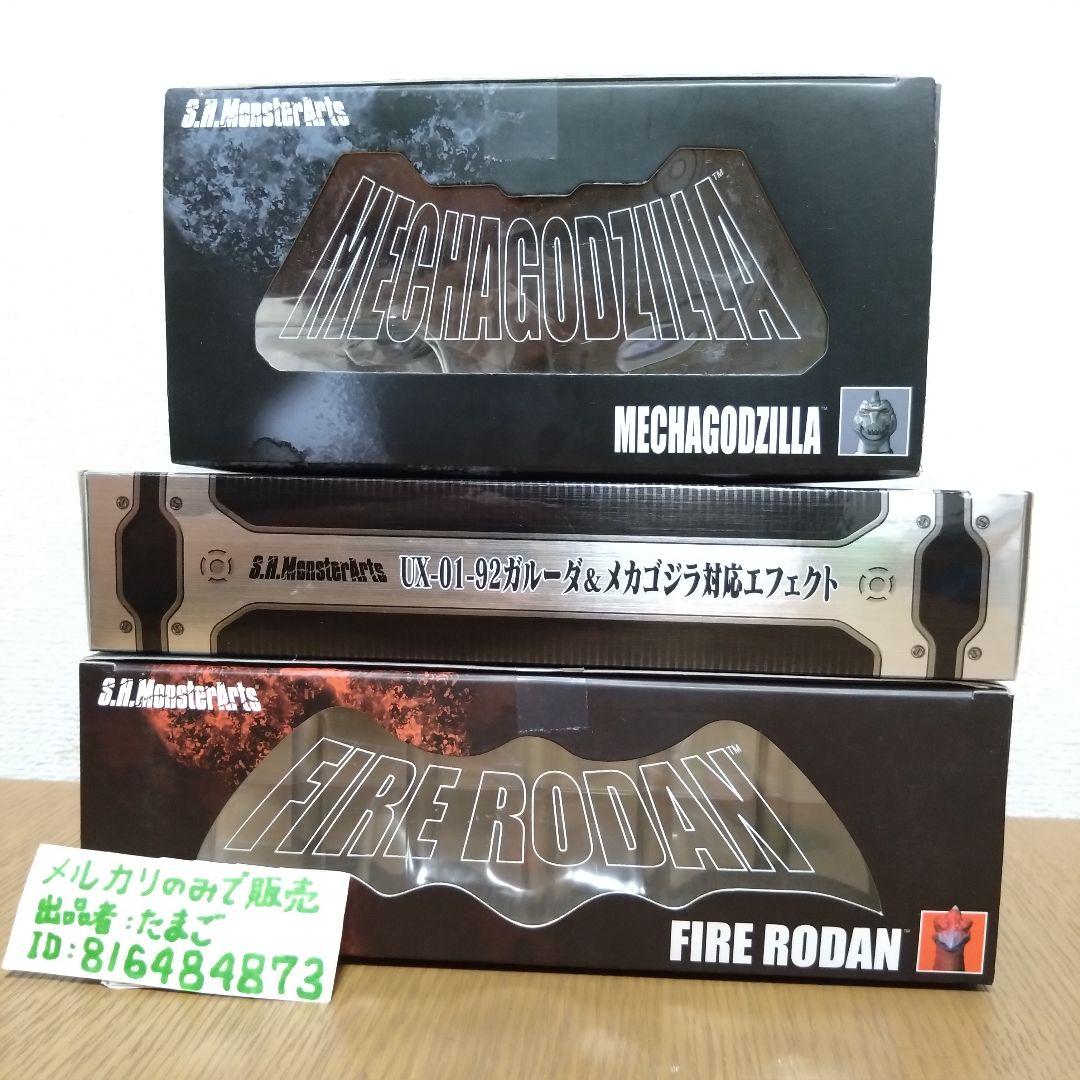 S.H.MonsterArts
MECHAGODZILLA™
MECHAGODZILLA™
S.H.MonsterArts UX-01-92ガルーダ&メカゴジラ対応エフェクト
S.H.MonsterArts
FIRE RODAN™
FIRE RODAN™
メルカリのみで販売
出品者:たまご
ID:816484873